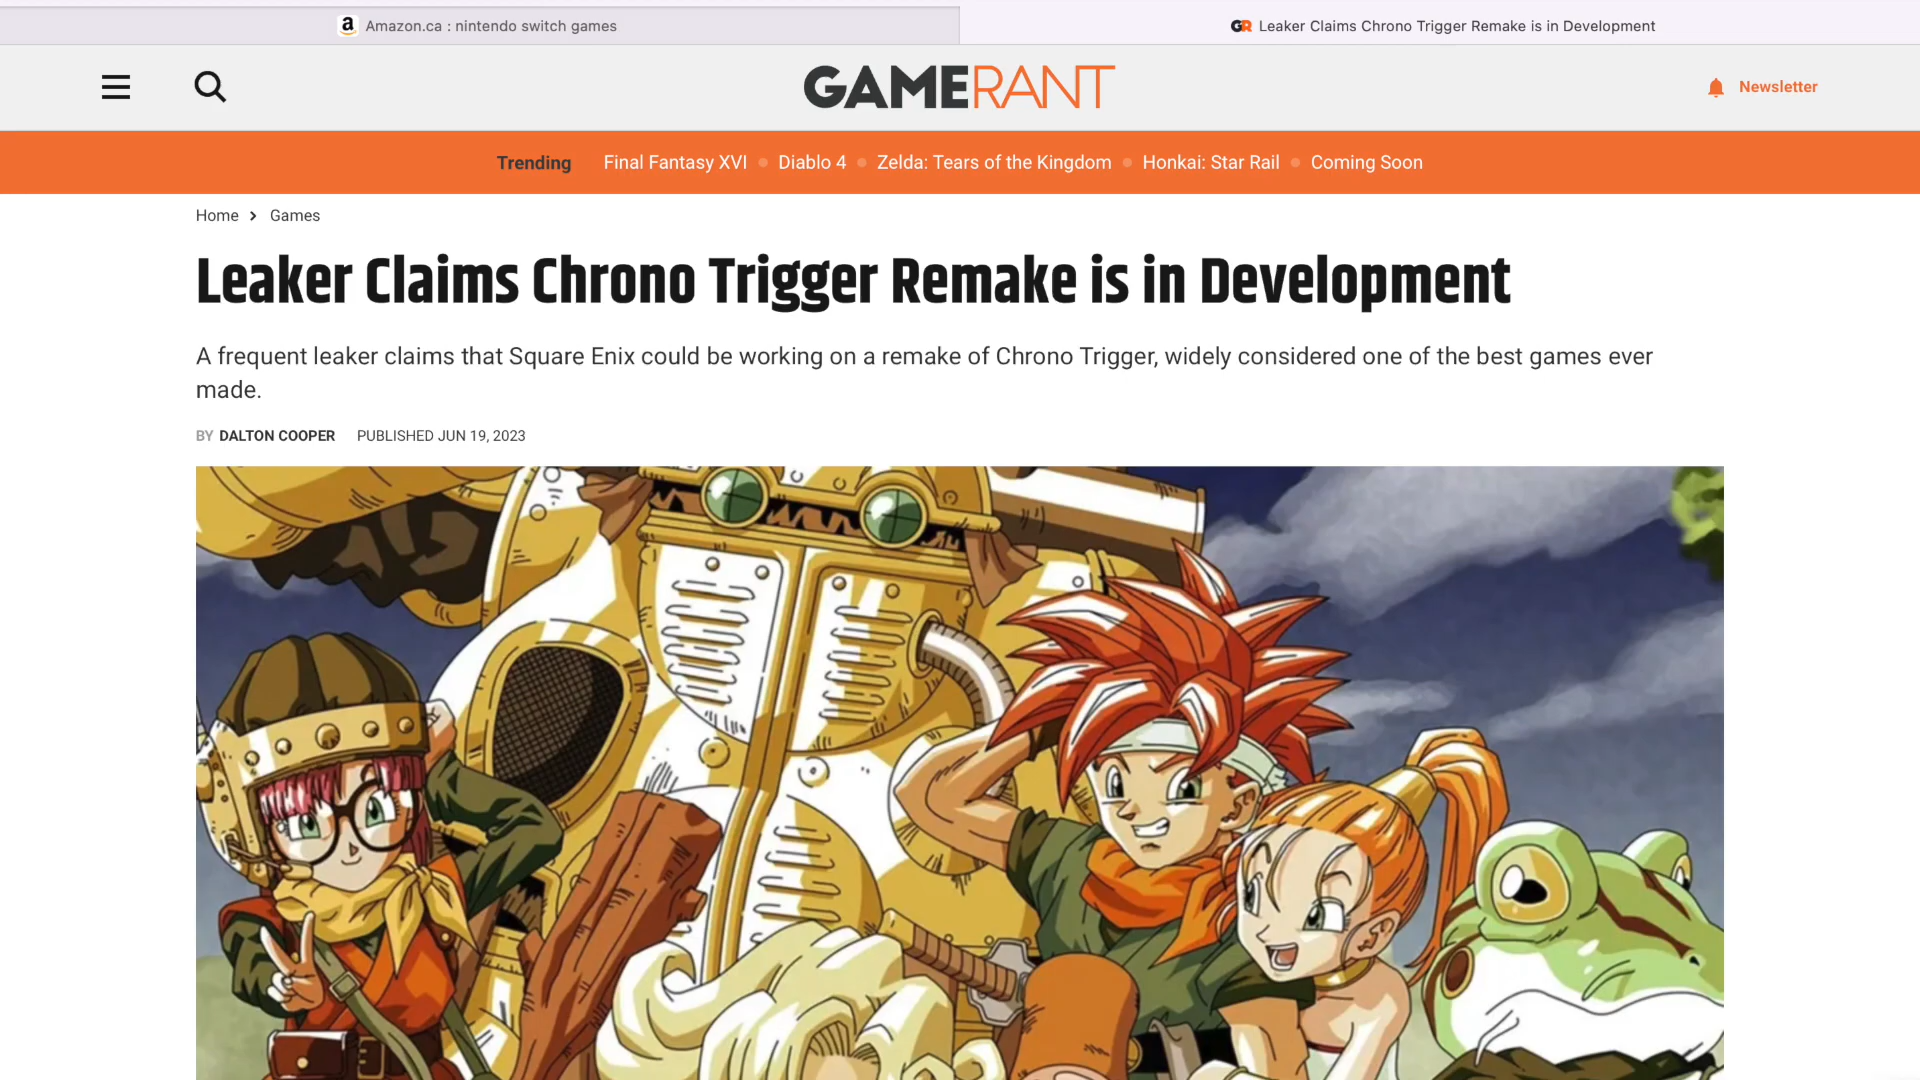 Amazon.ca : nintendo switch games
Leaker Claims Chrono Trigger Remake is in Development
GAMERANT
Newsletter
Trending Final Fantasy XVI Diablo 4 Zelda: Tears of the Kingdom Honkai: Star Rail Coming Soon
Home > Games
Leaker Claims Chrono Trigger Remake is in Development
A frequent leaker claims that Square Enix could be working on a remake of Chrono Trigger, widely considered one of the best games ever
made.
BY DALTON COOPER PUBLISHED JUN 19, 2023